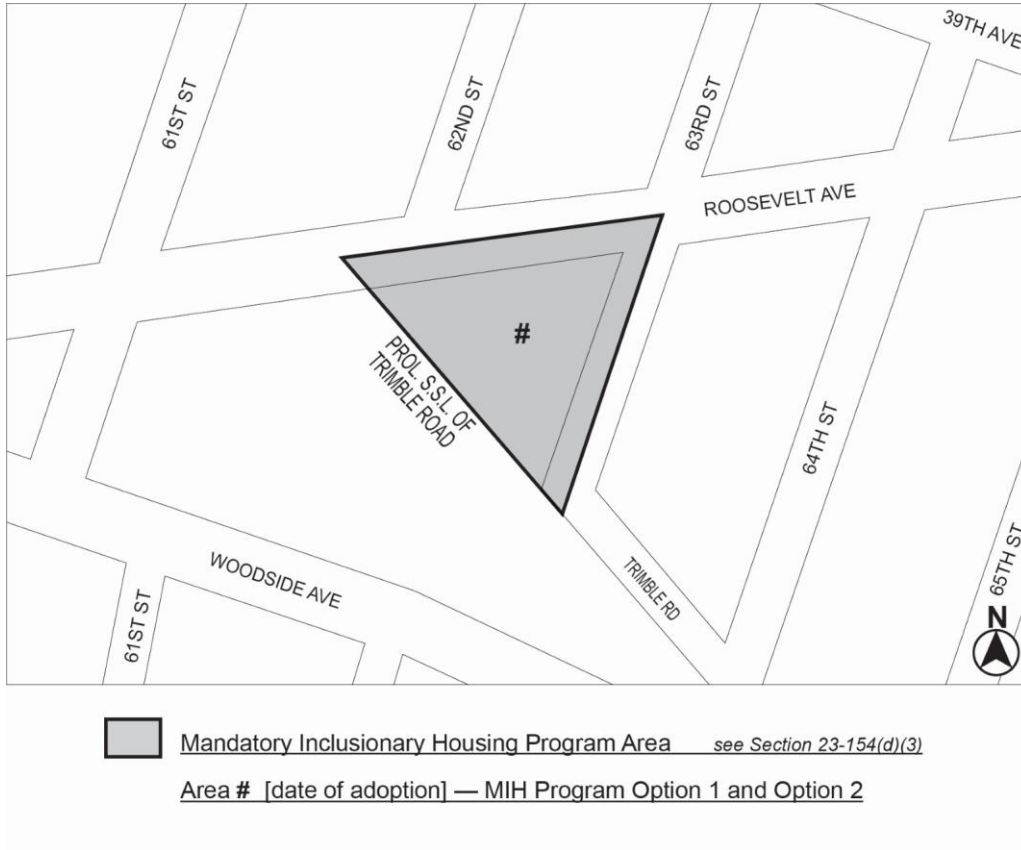 39TH AVE
61ST ST
62ND ST
63RD ST
ROOSEVELT AVE
#
PROL. S.S.L. OF
TRIMBLE ROAD
64TH ST
65TH ST
WOODSIDE AVE
TRIMBLE RD
61ST ST
N
Mandatory Inclusionary Housing Program Area see Section 23-154(d)(3)
Area # [date of adoption] — MIH Program Option 1 and Option 2